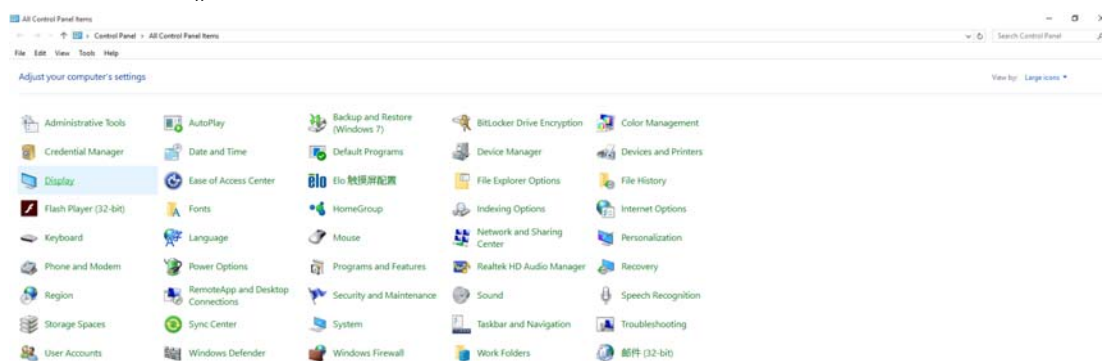 All Control Panel Items
Control Panel › All Control Panel Items
Search Control Panel
File Edit View Tools Help
Adjust your computer's settings
View by: Large icons
Administrative Tools
AutoPlay
Backup and Restore
(Windows 7)
BitLocker Drive Encryption
Color Management
Credential Manager
Date and Time
Default Programs
Device Manager
Devices and Printers
Display
Ease of Access Center
elo
Elo 触摸屏配置
File Explorer Options
File History
Flash Player (32-bit)
Fonts
HomeGroup
Indexing Options
Internet Options
Keyboard
Language
Mouse
Network and Sharing
Center
Personalization
Phone and Modem
Power Options
Programs and Features
Realtek HD Audio Manager
Recovery
Region
RemoteApp and Desktop
Connections
Security and Maintenance
Sound
Speech Recognition
Storage Spaces
Sync Center
System
Taskbar and Navigation
Troubleshooting
User Accounts
Windows Defender
Windows Firewall
Work Folders
邮件 (32-bit)